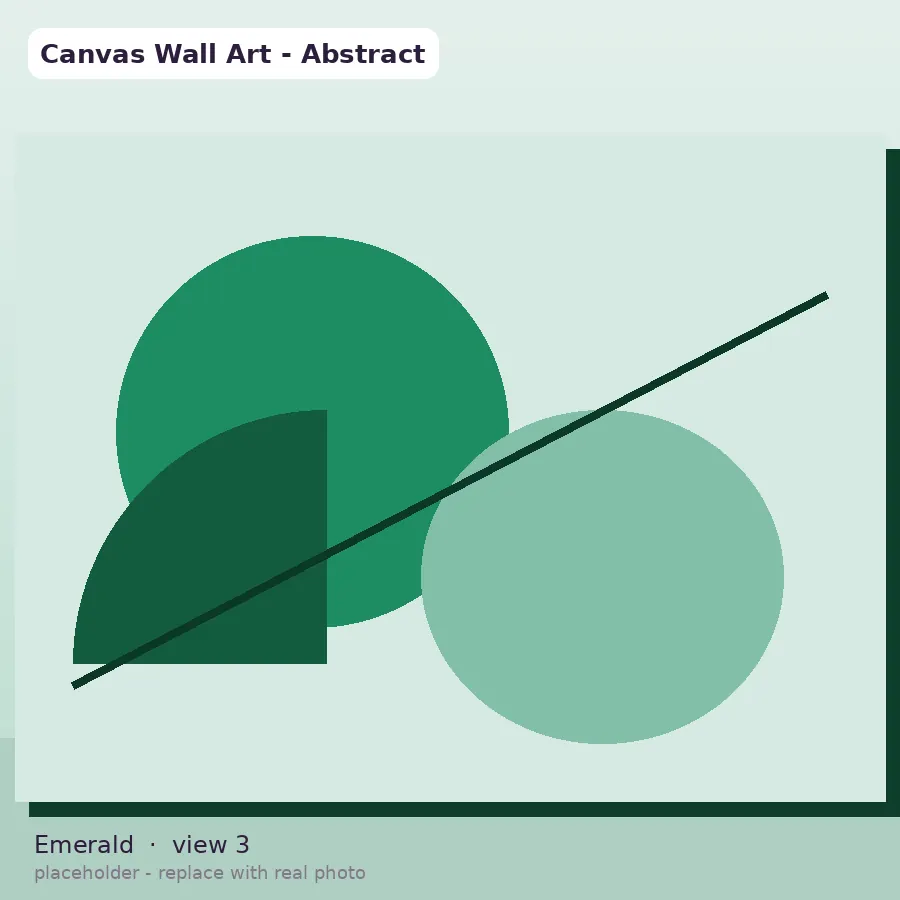 Canvas Wall Art - Abstract
Emerald · view 3
placeholder - replace with real photo